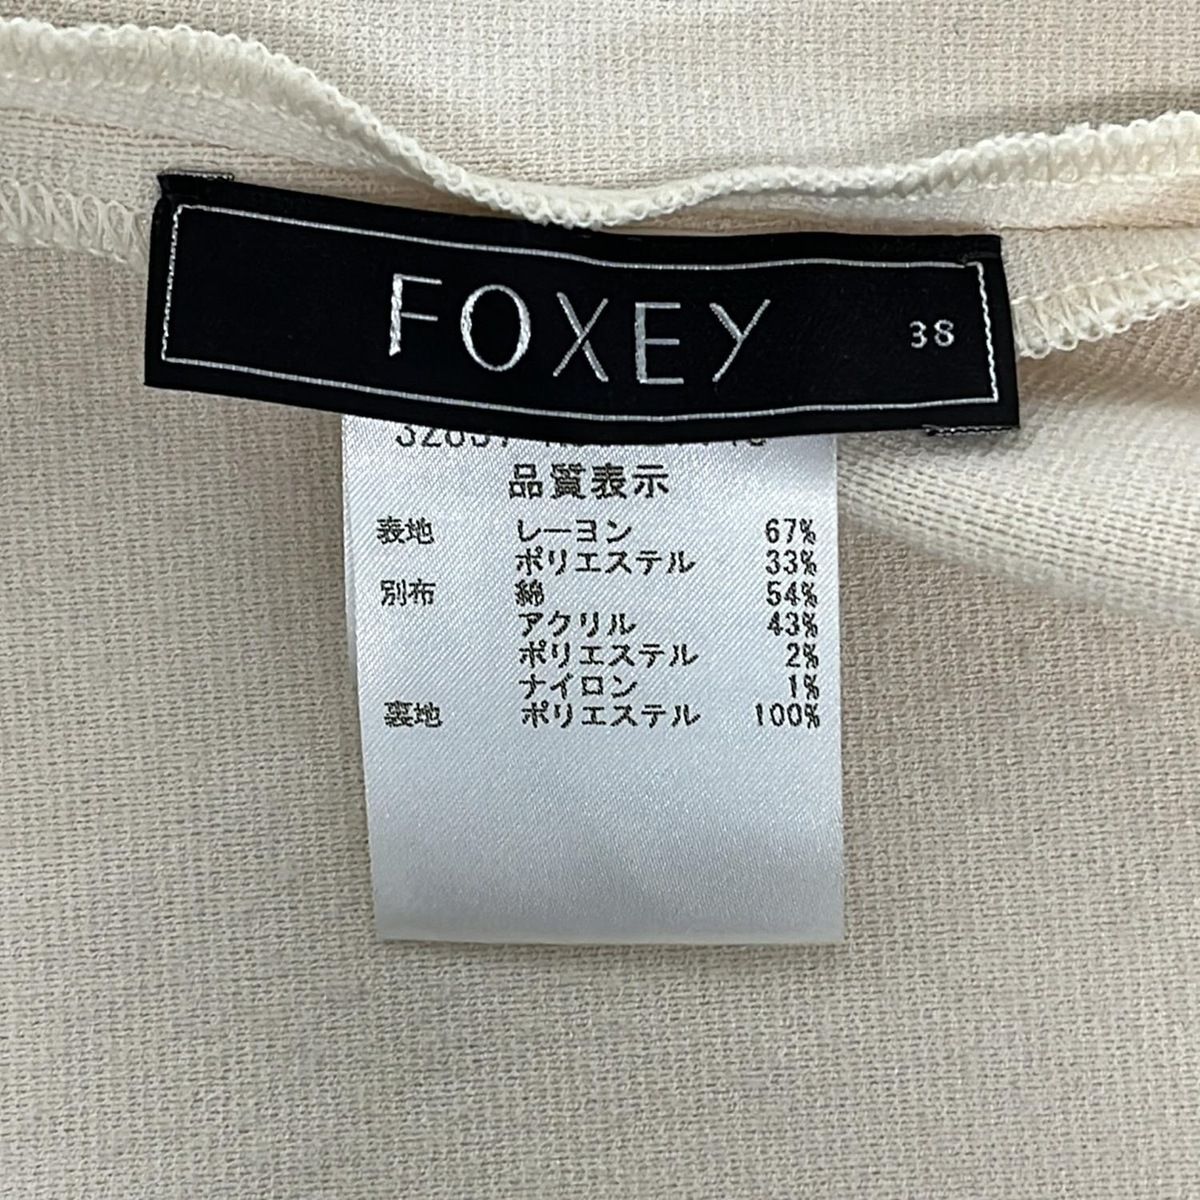 FOXEY 38
品質表示
表地 レーヨン 67%
ポリエステル 33%
別布 綿 54%
アクリル 43%
ポリエステル 2%
ナイロン 1%
裏地 ポリエステル 100%